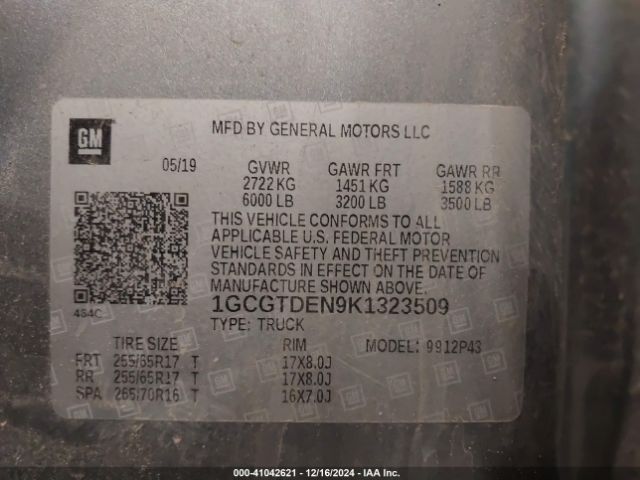 GM
MFD BY GENERAL MOTORS LLC
05/19 GVWR GAWR FRT GAWR RR
2722 KG 1451 KG 1588 KG
6000 LB 3200 LB 3500 LB
THIS VEHICLE CONFORMS TO ALL
APPLICABLE U.S. FEDERAL MOTOR
VEHICLE SAFETY AND THEFT PREVENTION
STANDARDS IN EFFECT ON THE DATE OF
MANUFACTURE SHOWN ABOVE.
454C 1GCGTDEN9K1323509
TYPE: TRUCK
TIRE SIZE RIM MODEL: 9912P43
FRT 255/65R17 T 17X8.0J
RR 255/65R17 T 17X8.0J
SPA 265/70R16 T 16X7.0J
000-41042621 - 12/16/2024 - IAA Inc.